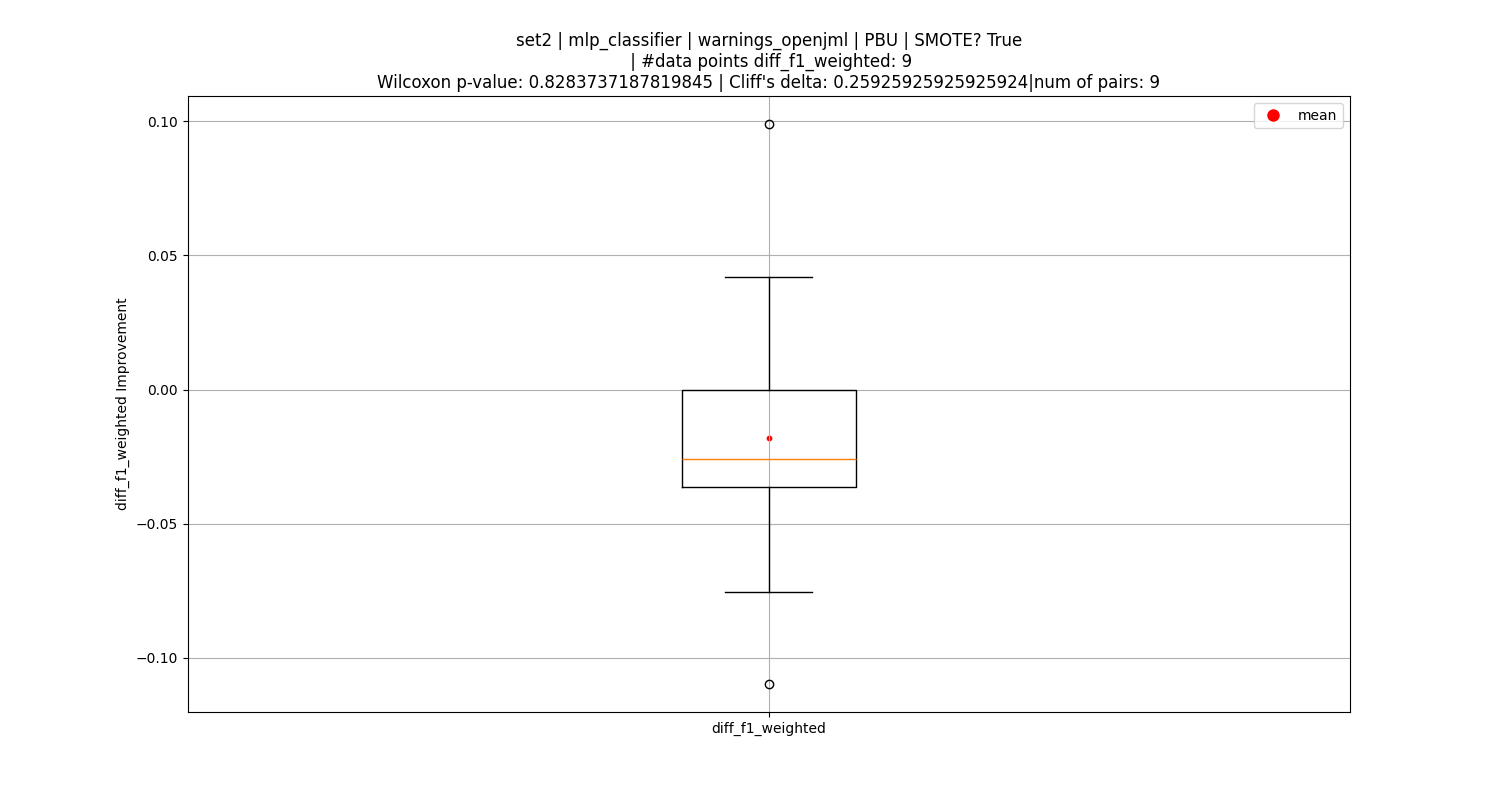 set2 | mlp_classifier | warnings_openjml | PBU | SMOTE? True
| #data points diff_f1_weighted: 9
Wilcoxon p-value: 0.8283737187819845 | Cliff's delta: 0.25925925925925924|num of pairs: 9
mean
0.10
0.05
0.00
−0.05
−0.10
diff_f1_weighted Improvement
diff_f1_weighted